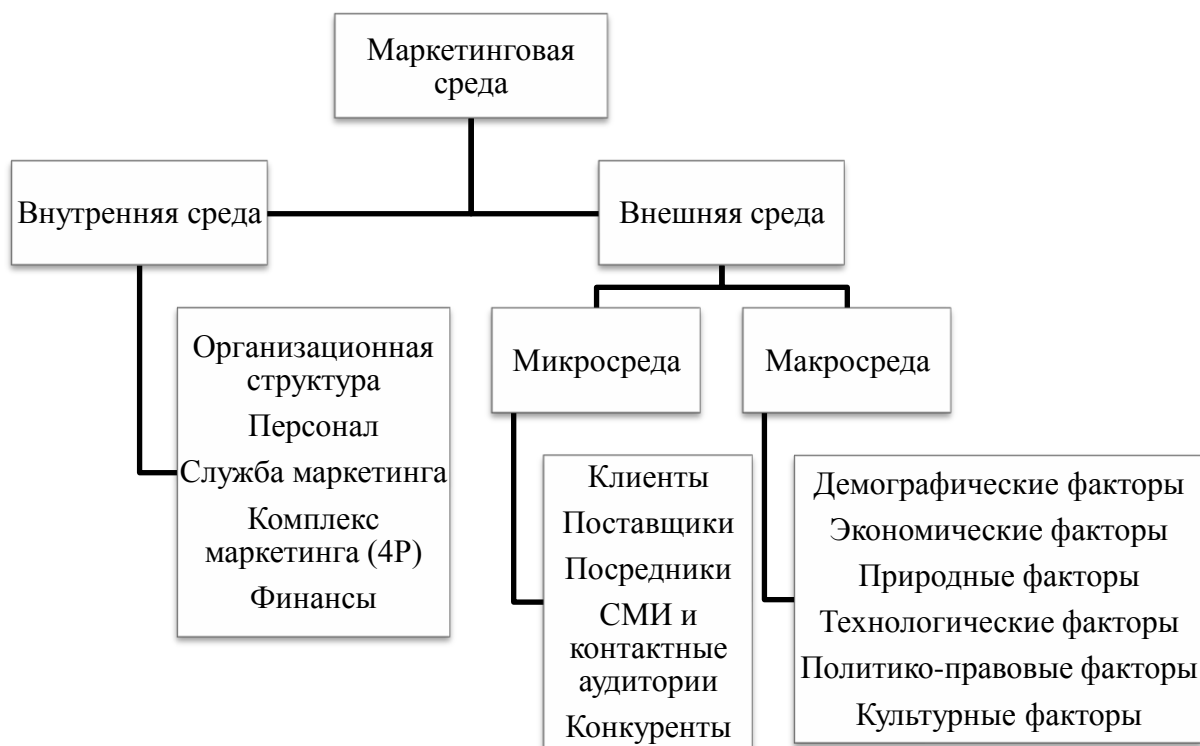 Маркетинговая
среда
Внутренняя среда
Внешняя среда
Организационная
структура
Персонал
Служба маркетинга
Комплекс
маркетинга (4Р)
Финансы
Микросреда
Макросреда
Клиенты
Поставщики
Посредники
СМИ и
контактные
аудитории
Конкуренты
Демографические факторы
Экономические факторы
Природные факторы
Технологические факторы
Политико-правовые факторы
Культурные факторы